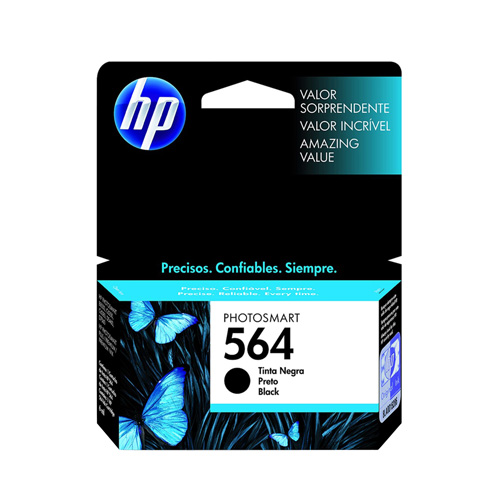 hp
VALOR
SORPRENDENTE
VALOR INCRÍVEL
AMAZING
VALUE
Precisos. Confiables. Siempre.
Preciso. Confiável. Sempre.
Precise. Reliable. Every time.
PHOTOSMART
564
Tinta Negra
Preto
Black